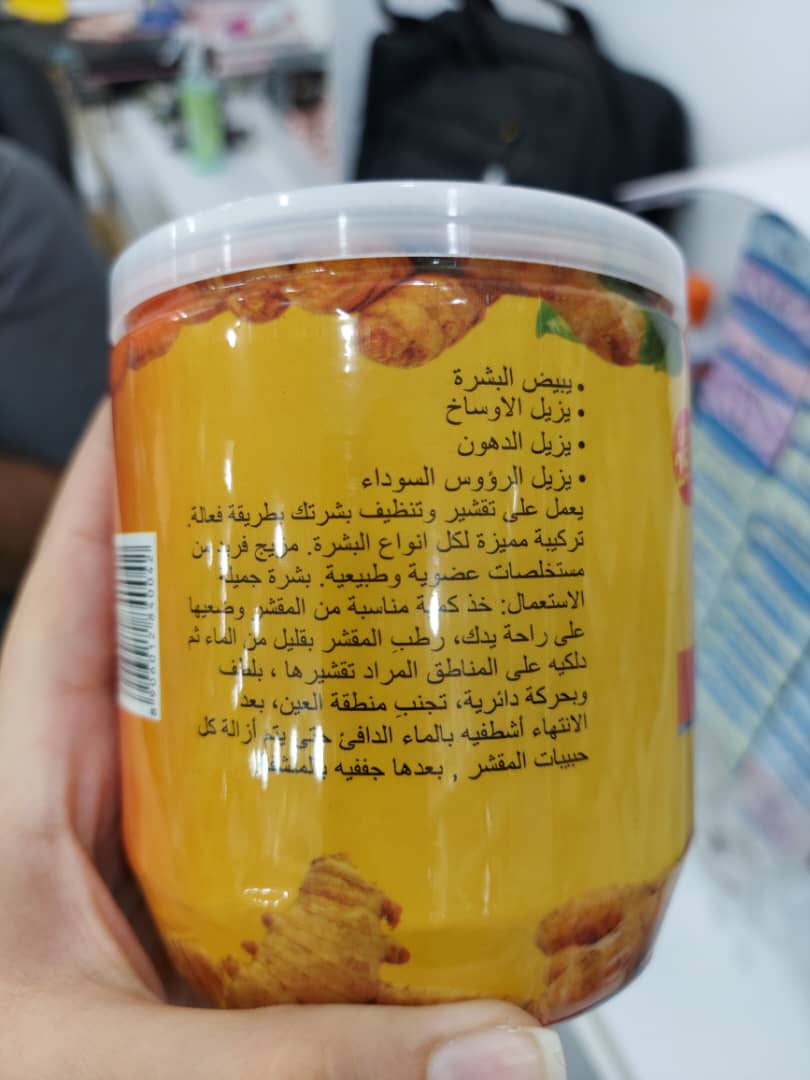 • يبيض البشرة
• يزيل الاوساخ
• يزيل الدهون
• يزيل الرؤوس السوداء
يعمل على تقشير وتنظيف بشرتك بطريقة فعالة.
تركيبة مميزة لكل انواع البشرة. مزيج فريد من
مستخلصات عضوية وطبيعية. بشرة جميلة
الاستعمال: خذ كمية مناسبة من المقشر وضعيها
على راحة يدك، رطبِ المقشر بقليل من الماء ثم
دلكيه على المناطق المراد تقشيرها ، بلطف
وبحركة دائرية، تجنبِ منطقة العين، بعد
الانتهاء أشطفيه بالماء الدافئ حتى يتم أزالة كل
حبيبات المقشر , بعدها جففيه بالمنشفة